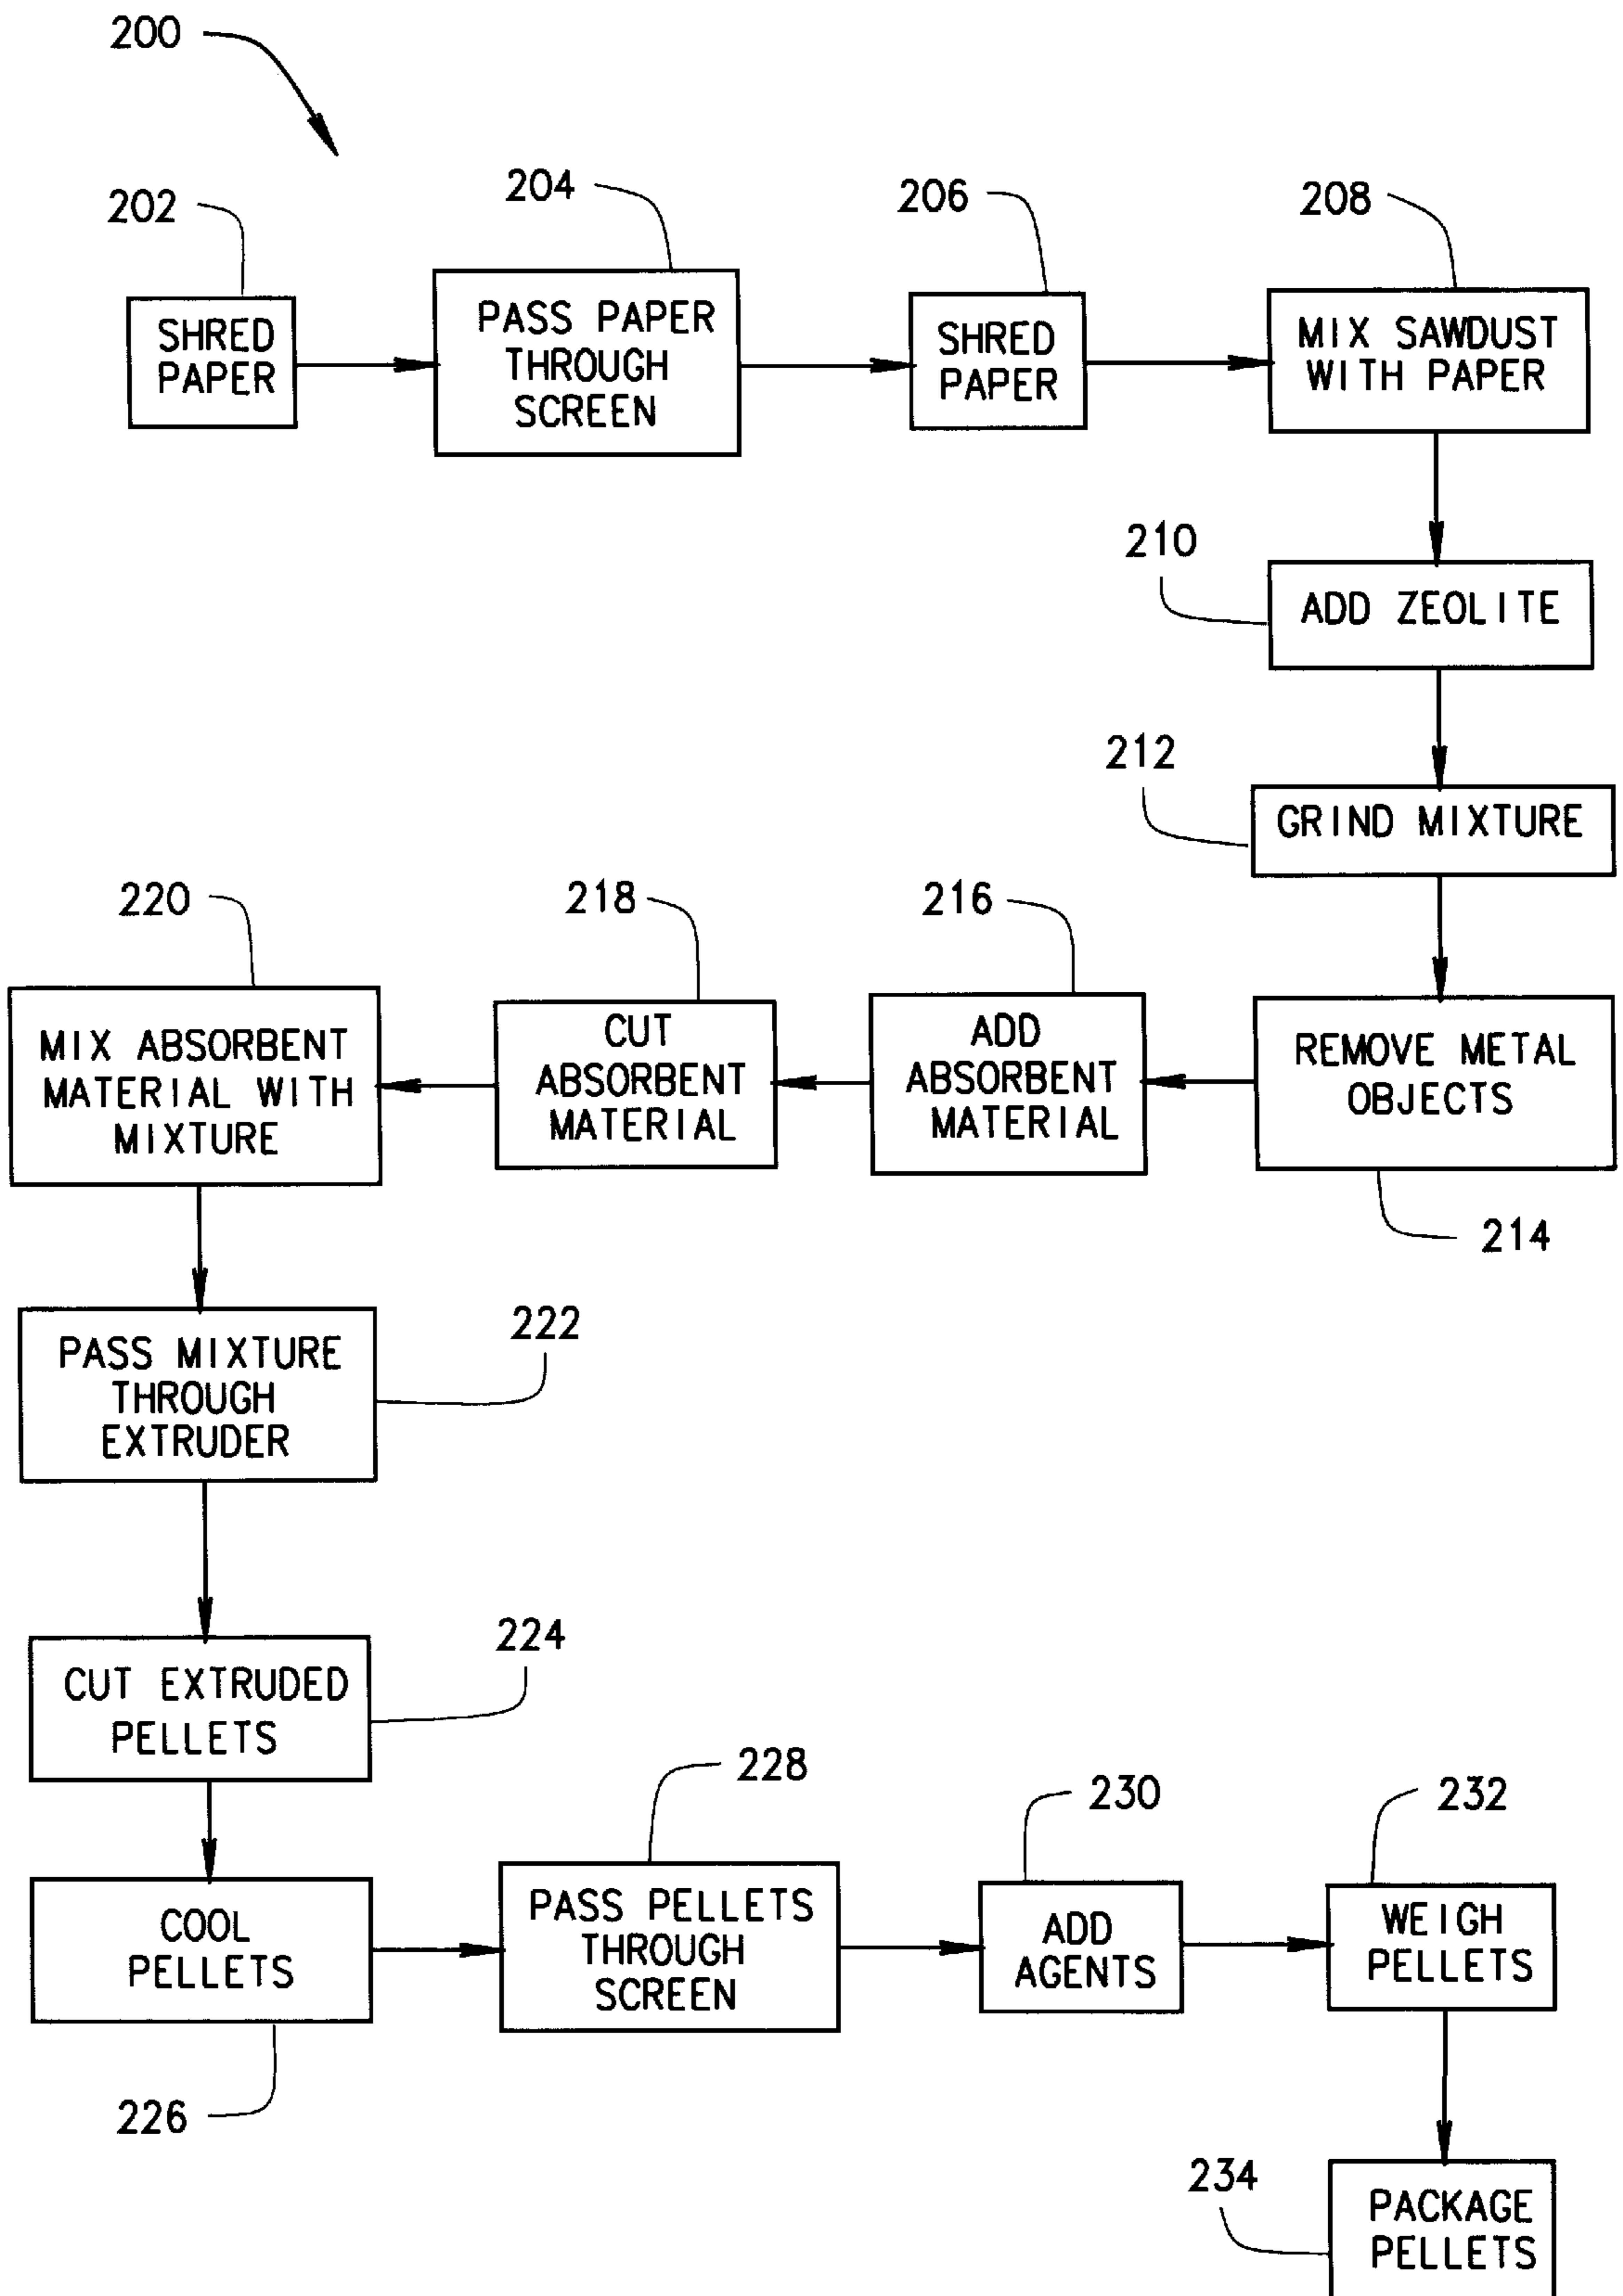 200
202
204
206
208
SHRED
PAPER
PASS PAPER
THROUGH
SCREEN
SHRED
PAPER
MIX SAWDUST
WITH PAPER
210
ADD ZEOLITE
212
GRIND MIXTURE
214
REMOVE METAL
OBJECTS
216
ADD
ABSORBENT
MATERIAL
218
CUT
ABSORBENT
MATERIAL
220
MIX ABSORBENT
MATERIAL WITH
MIXTURE
222
PASS MIXTURE
THROUGH
EXTRUDER
224
CUT EXTRUDED
PELLETS
226
COOL
PELLETS
228
PASS PELLETS
THROUGH
SCREEN
230
ADD
AGENTS
232
WEIGH
PELLETS
234
PACKAGE
PELLETS